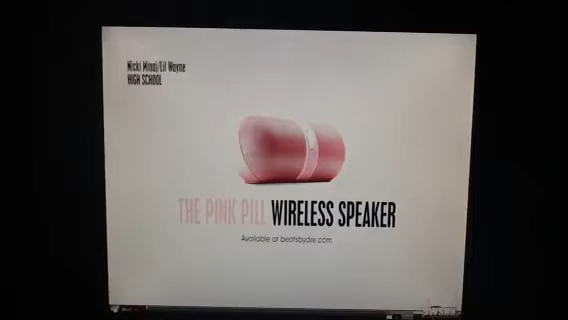 Nicki Minaj/Lil Wayne
HIGH SCHOOL
THE PINK PILL WIRELESS SPEAKER
Available at beatsbydre.com